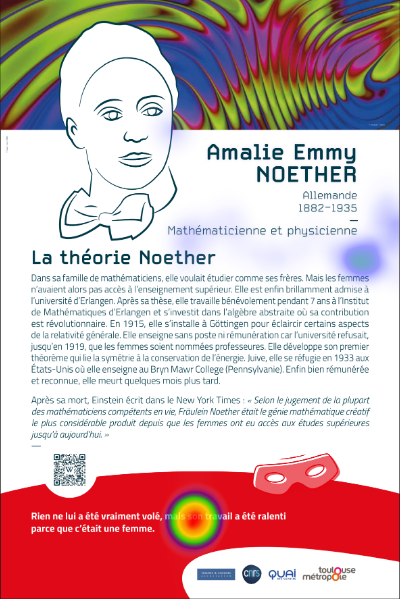 Amalie Emmy
NOETHER
Allemande
1882-1935
Mathématicienne et physicienne
La théorie Noether
Dans sa famille de mathématiciens, elle voulait étudier comme ses frères. Mais les femmes
n'avaient alors pas accès à l'enseignement supérieur. Elle est enfin brillamment admise à
l'université d'Erlangen. Après sa thèse, elle travaille bénévolement pendant 7 ans à l'Institut
de Mathématiques d'Erlangen et s'investit dans l'algèbre abstraite où sa contribution
est révolutionnaire. En 1915, elle s'installe à Göttingen pour éclaircir certains aspects
de la relativité générale. Elle enseigne sans poste ni rémunération car l'université refusait,
jusqu'en 1919, que les femmes soient nommées professeures. Elle développe son premier
théorème qui lie la symétrie à la conservation de l'énergie. Juive, elle se réfugie en 1933 aux
États-Unis où elle enseigne au Bryn Mawr College (Pennsylvanie). Enfin bien rémunérée
et reconnue, elle meurt quelques mois plus tard.
Après sa mort, Einstein écrit dans le New York Times : « Selon le jugement de la plupart
des mathématiciens compétents en vie, Fräulein Noether était le génie mathématique créatif
le plus considérable produit depuis que les femmes ont eu accès aux études supérieures
jusqu'à aujourd'hui. »
Rien ne lui a été vraiment volé, mais son travail a été ralenti
parce que c'était une femme.
cnrs
QUAi
toulouse
métropole